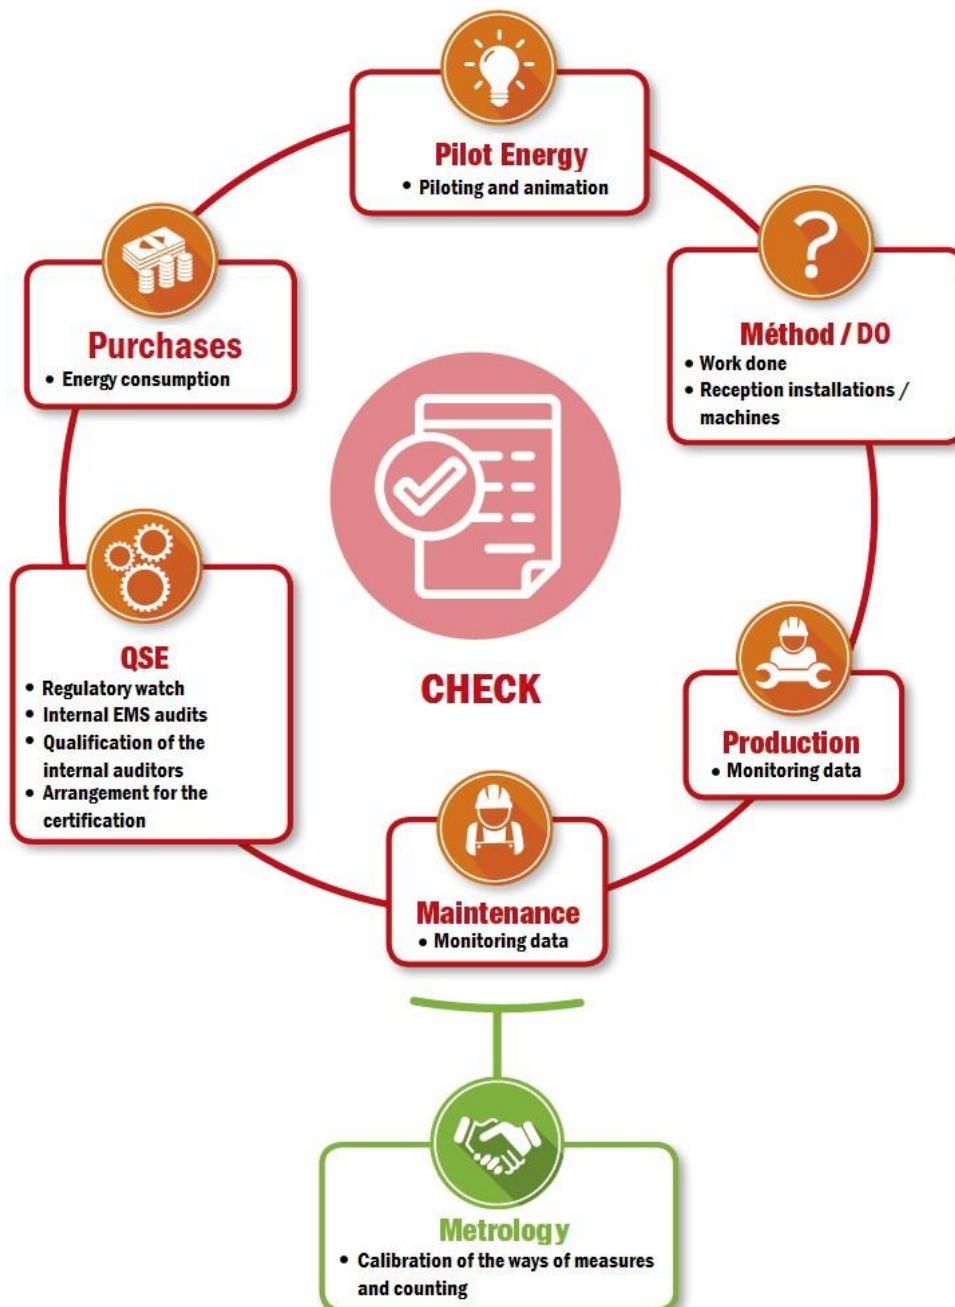 Pilot Energy
• Piloting and animation
Purchases
• Energy consumption
Méthod / DO
• Work done
• Reception installations /
machines
QSE
• Regulatory watch
• Internal EMS audits
• Qualification of the
internal auditors
• Arrangement for the
certification
CHECK
Production
• Monitoring data
Maintenance
• Monitoring data
Metrology
• Calibration of the ways of measures
and counting